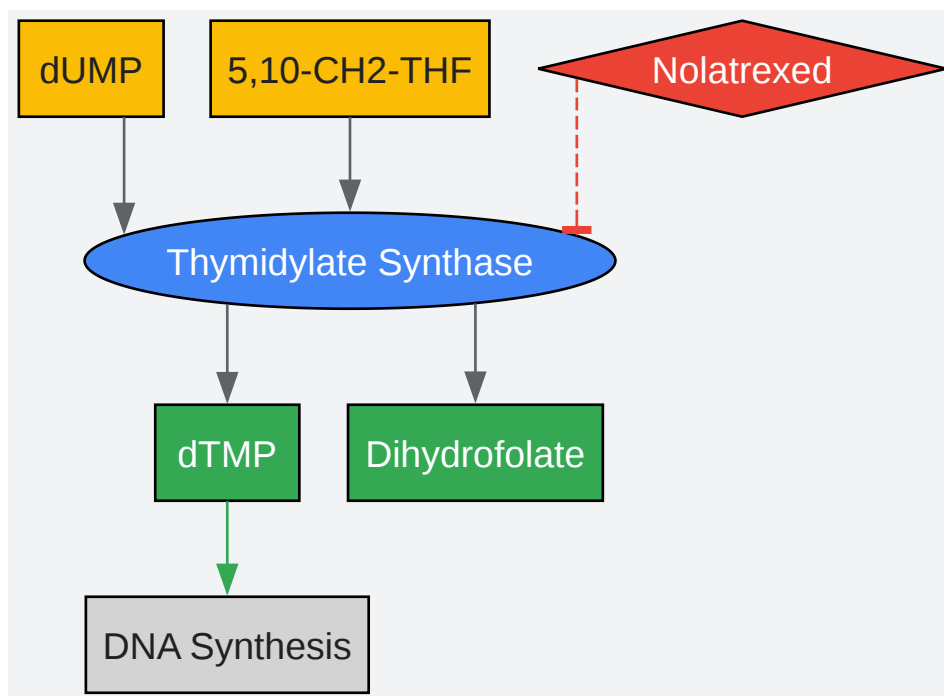 dUMP
5,10-CH2-THF
Nolatrexed
Thymidylate Synthase
dTMP
Dihydrofolate
DNA Synthesis